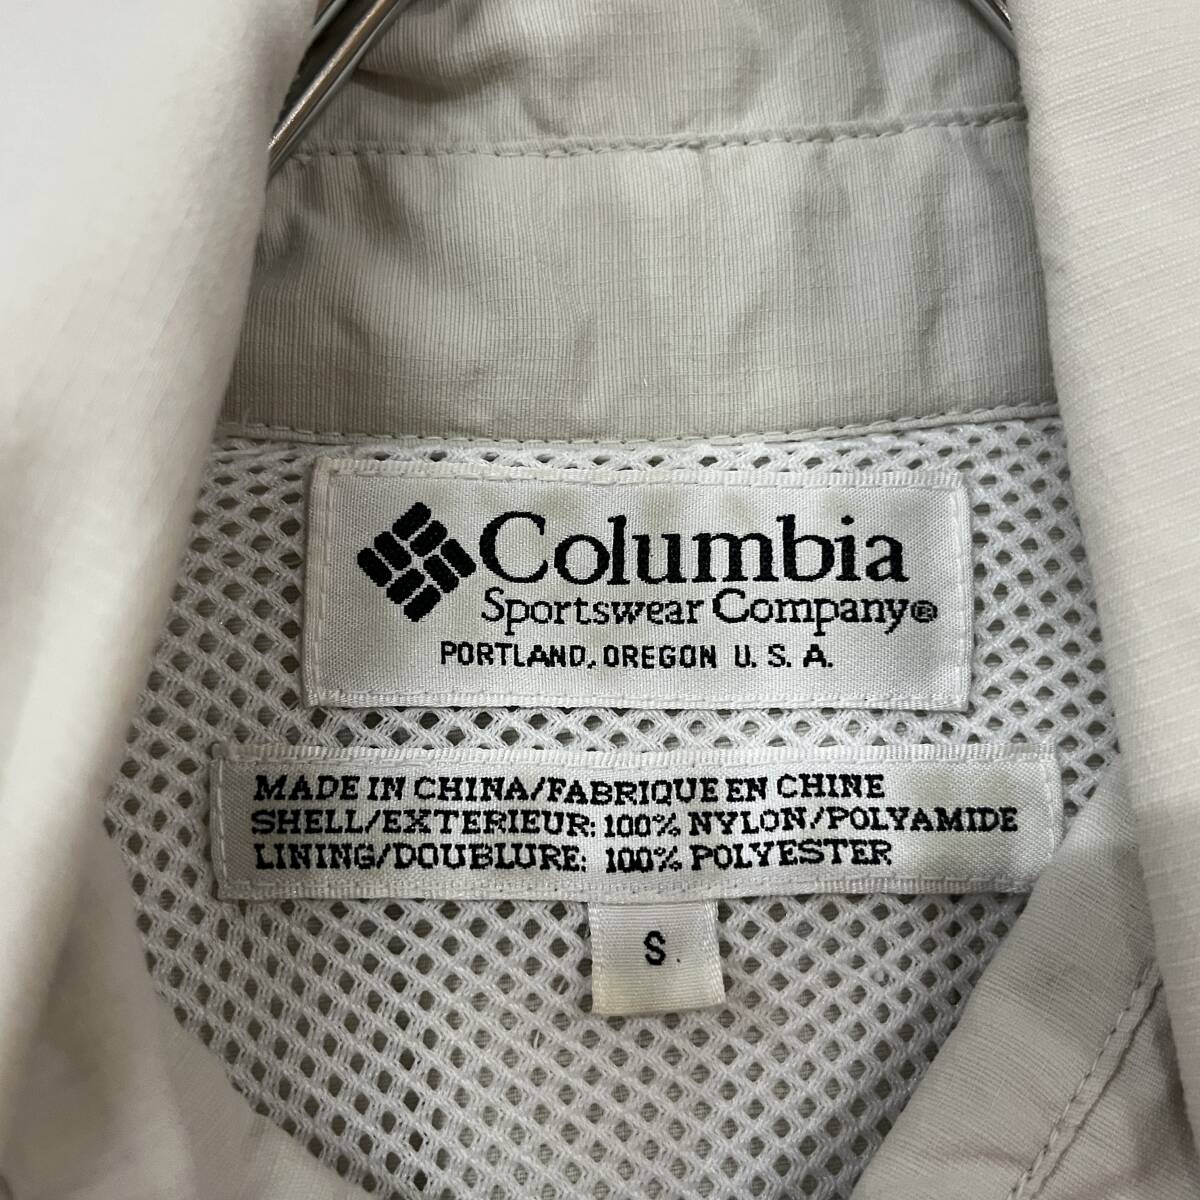 Columbia
Sportswear Company®
PORTLAND, OREGON U. S. A.
MADE IN CHINA/FABRIQUE EN CHINE
SHELL/EXTERIEUR: 100% NYLON/POLYAMIDE
LINING/DOUBLURE: 100% POLYESTER
S